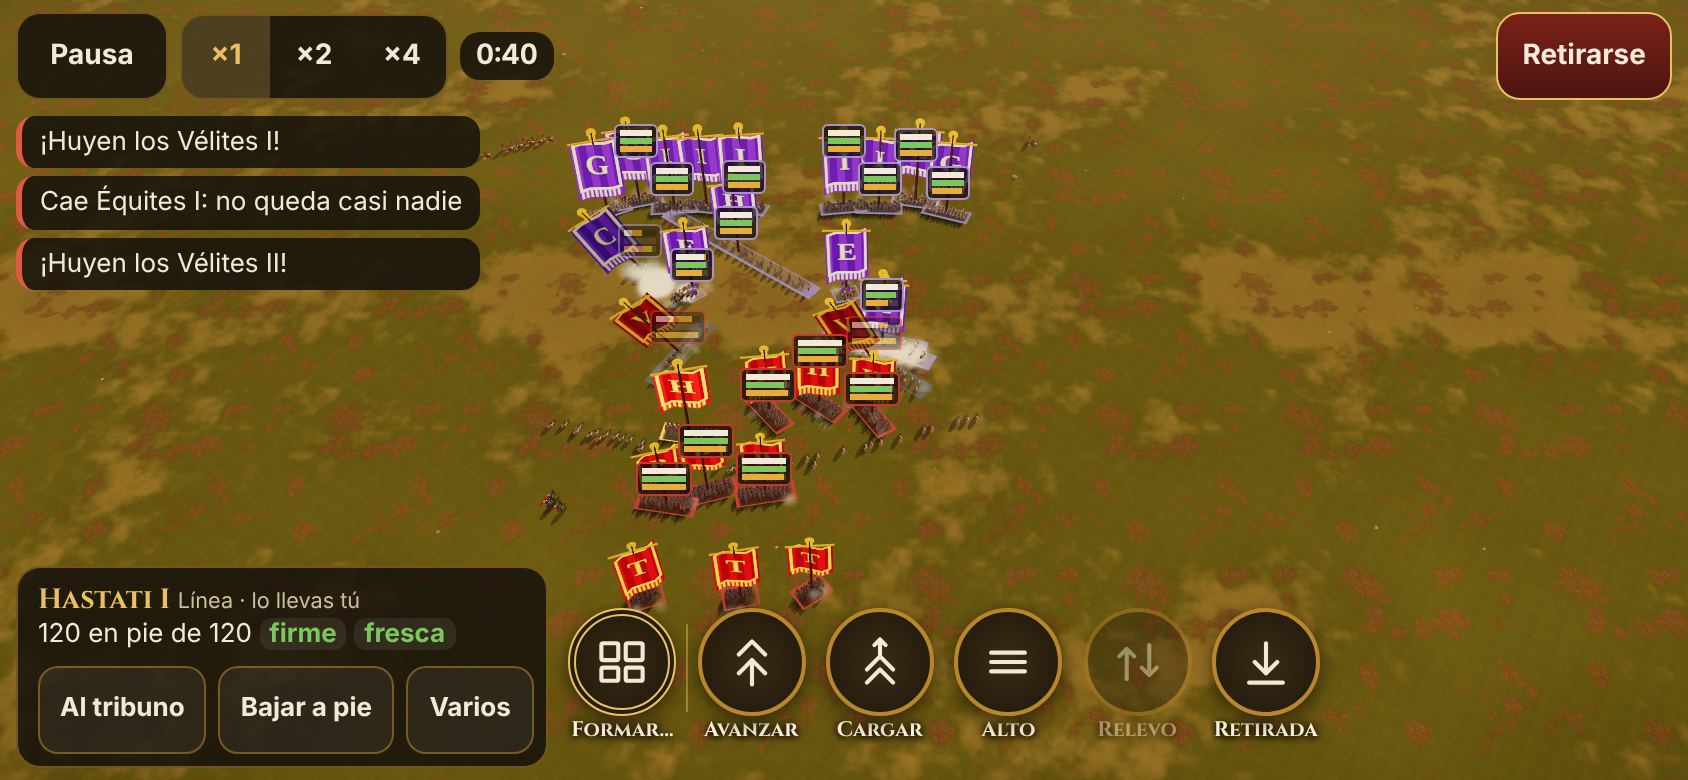 Pausa
×1
×2
×4
0:40
Retirarse
¡Huyen los Vélites I!
Cae Équites I: no queda casi nadie
¡Huyen los Vélites II!
G
I
G
H
C
E
E
V
H
H
T
T
T
Hastati I Línea · lo llevas tú
120 en pie de 120 firme fresca
Al tribuno
Bajar a pie
Varios
Formar...
Avanzar
Cargar
Alto
Relevo
Retirada